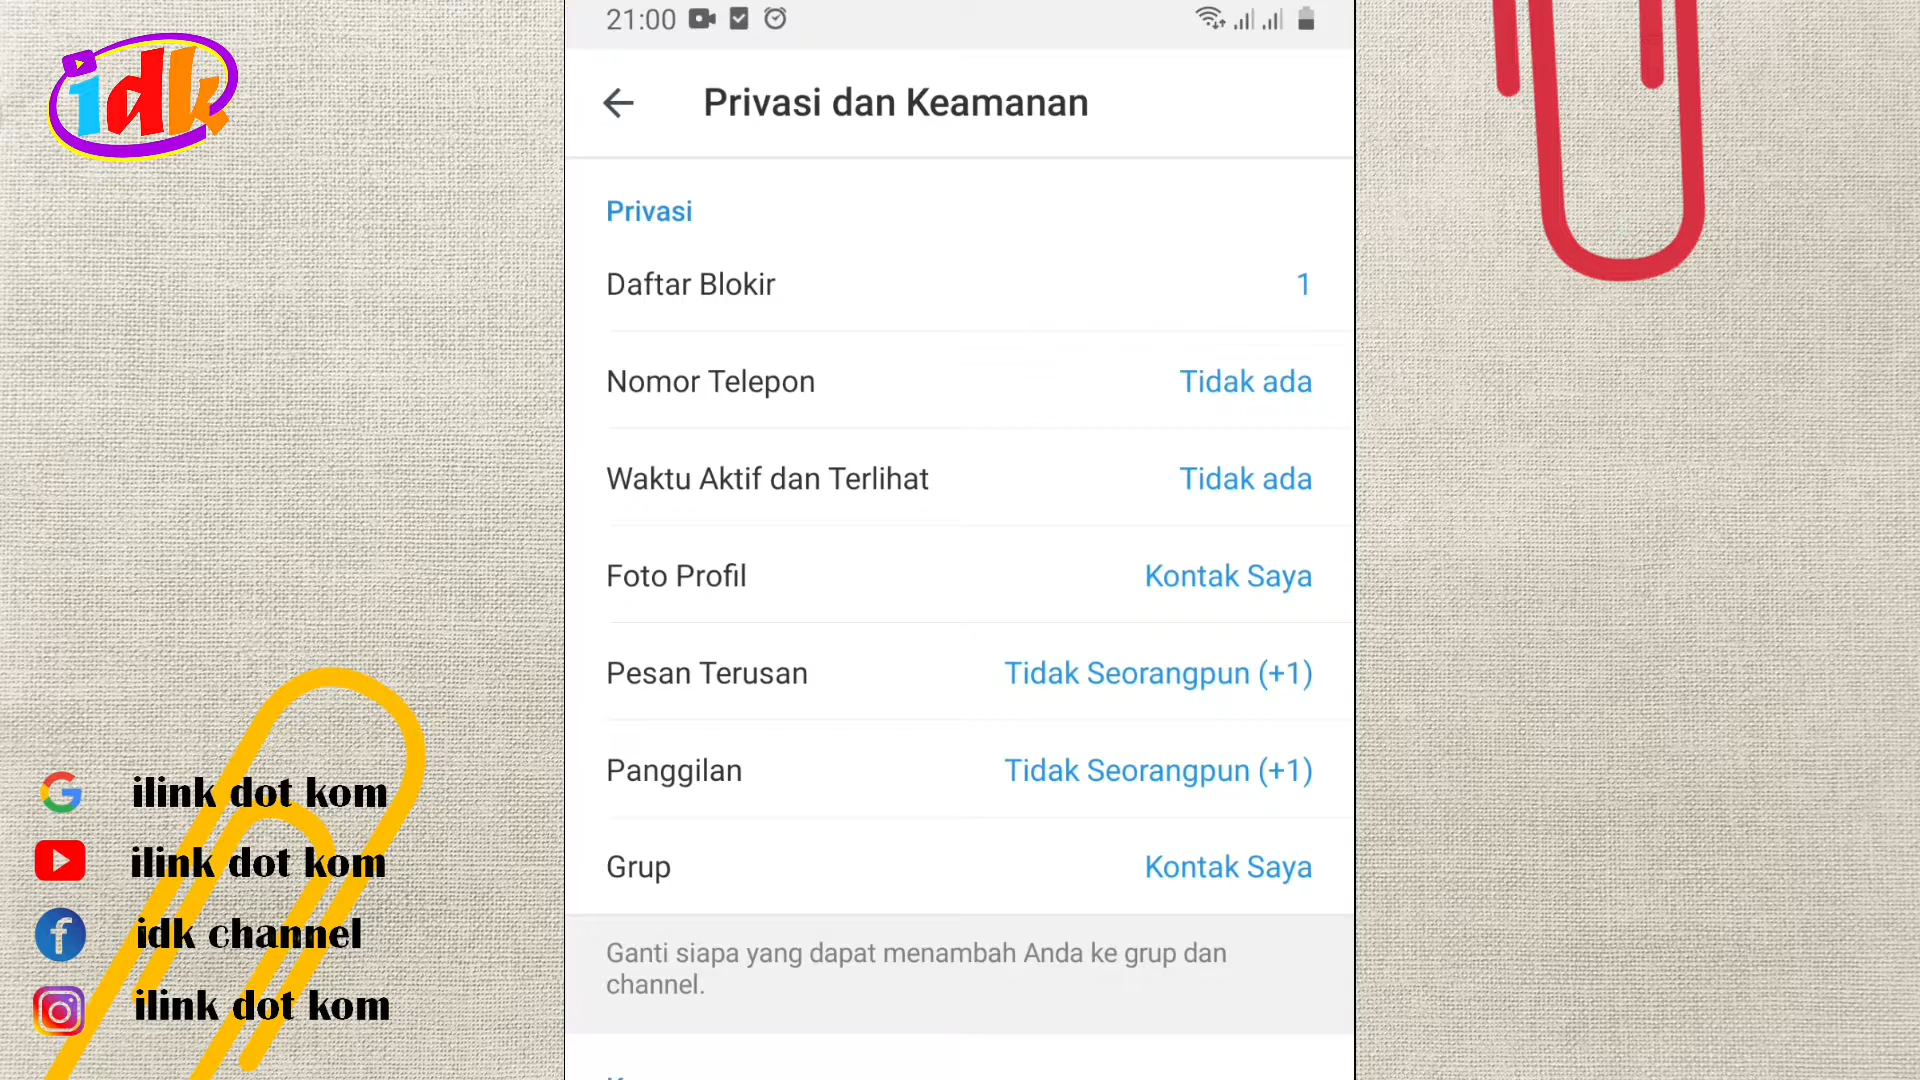 idk
21:00
Privasi dan Keamanan
Privasi
Daftar Blokir 1
Nomor Telepon Tidak ada
Waktu Aktif dan Terlihat Tidak ada
Foto Profil Kontak Saya
Pesan Terusan Tidak Seorangpun (+1)
Panggilan Tidak Seorangpun (+1)
Grup Kontak Saya
Ganti siapa yang dapat menambah Anda ke grup dan
channel.
ilink dot kom
ilink dot kom
idk channel
ilink dot kom